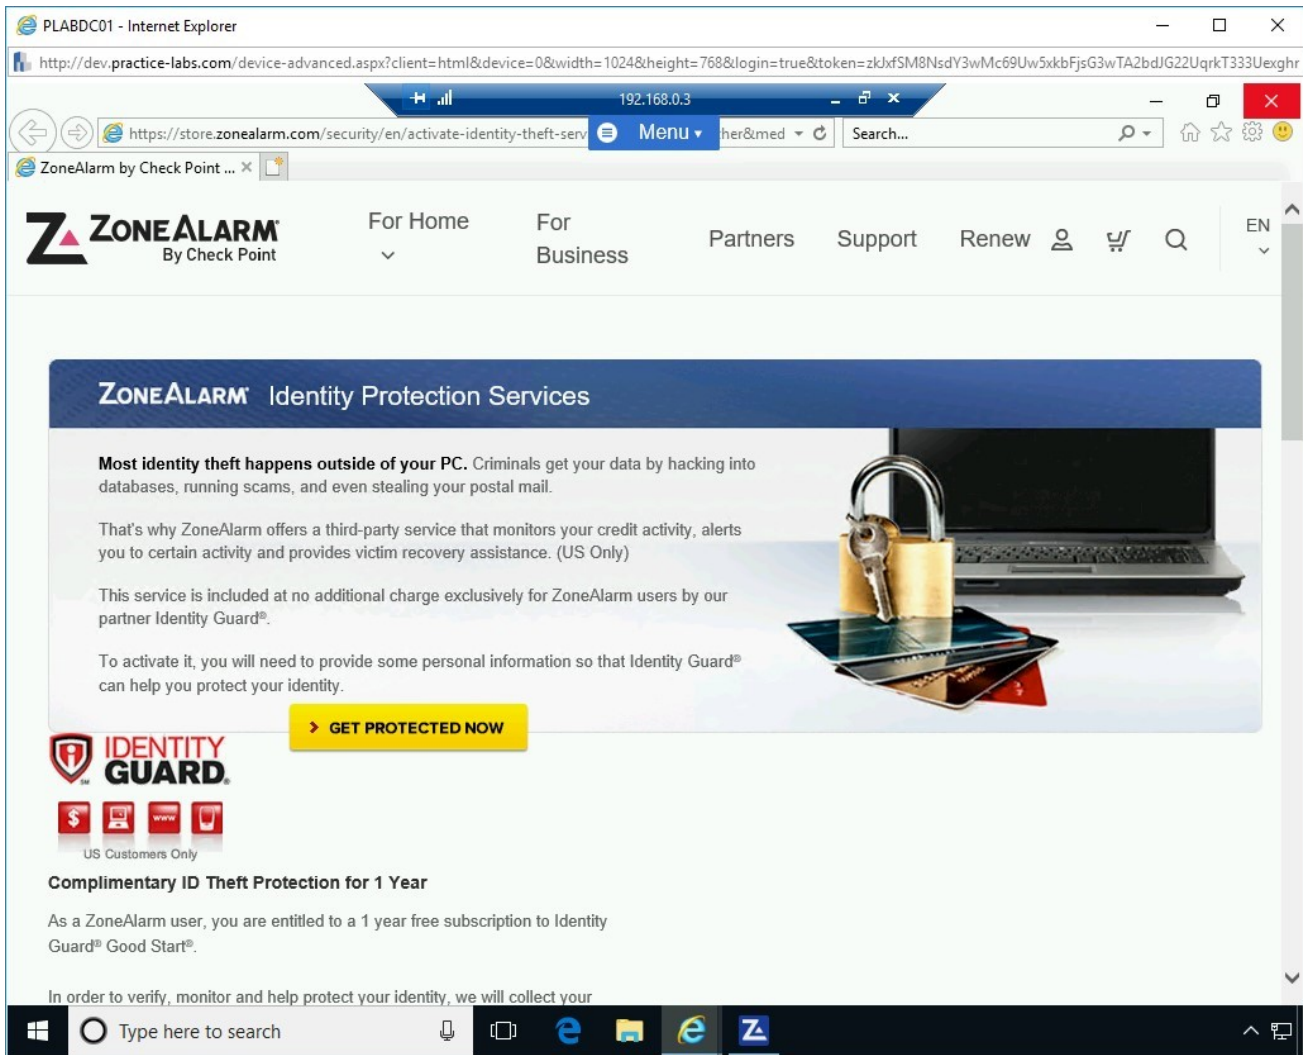 PLABDC01 - Internet Explorer
http://dev.practice-labs.com/device-advanced.aspx?client=html&device=0&width=1024&height=768&login=true&token=zkJxfSM8NsdY3wMc69Uw5xkbFjsG3wTA2bdJG22UqrkT333Uexghr
192.168.0.3
https://store.zonealarm.com/security/en/activate-identity-theft-serv
Menu
her&med
Search...
ZoneAlarm by Check Point ...
ZONEALARM
By Check Point
For Home
For Business
Partners
Support
Renew
EN
ZONEALARM Identity Protection Services
Most identity theft happens outside of your PC. Criminals get your data by hacking into
databases, running scams, and even stealing your postal mail.
That's why ZoneAlarm offers a third-party service that monitors your credit activity, alerts
you to certain activity and provides victim recovery assistance. (US Only)
This service is included at no additional charge exclusively for ZoneAlarm users by our
partner Identity Guard®.
To activate it, you will need to provide some personal information so that Identity Guard®
can help you protect your identity.
GET PROTECTED NOW
IDENTITY
GUARD®
$ www
US Customers Only
Complimentary ID Theft Protection for 1 Year
As a ZoneAlarm user, you are entitled to a 1 year free subscription to Identity
Guard® Good Start®.
In order to verify, monitor and help protect your identity, we will collect your
Type here to search